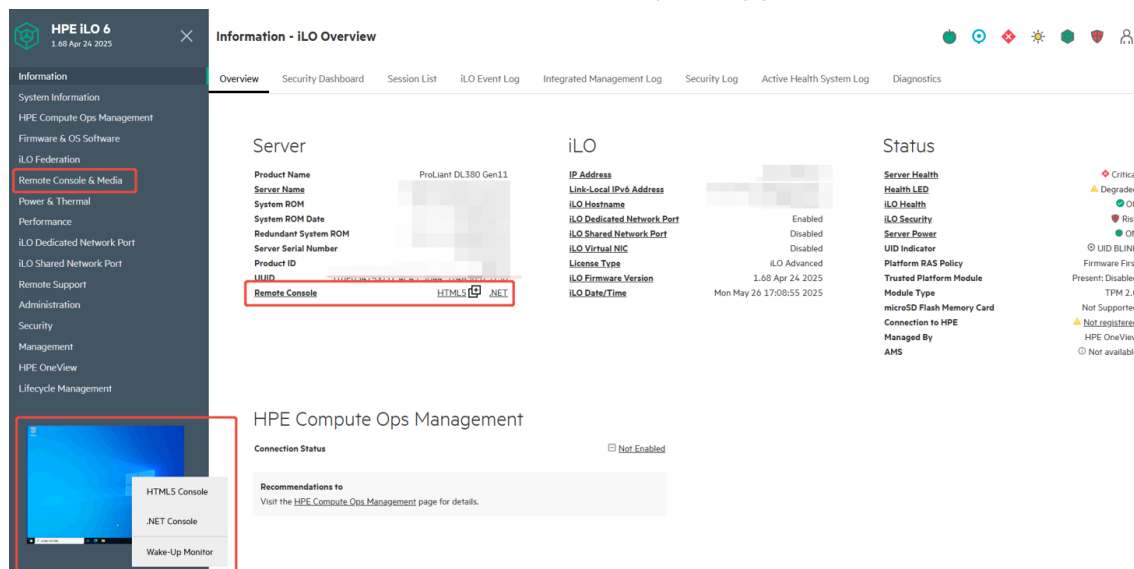 HPE iLO 6
1.68 Apr 24 2025
Information - iLO Overview
Information
System Information
HPE Compute Ops Management
Firmware & OS Software
iLO Federation
Remote Console & Media
Power & Thermal
Performance
iLO Dedicated Network Port
iLO Shared Network Port
Remote Support
Administration
Security
Management
HPE OneView
Lifecycle Management
HTML5 Console
.NET Console
Wake-Up Monitor
Overview Security Dashboard Session List iLO Event Log Integrated Management Log Security Log Active Health System Log Diagnostics
Server
Product Name ProLiant DL380 Gen11
Server Name
System ROM
System ROM Date
Redundant System ROM
Server Serial Number
Product ID
UUID
Remote Console HTML5 .NET
iLO
IP Address
Link-Local IPv6 Address
iLO Hostname
iLO Dedicated Network Port Enabled
iLO Shared Network Port Disabled
iLO Virtual NIC Disabled
License Type iLO Advanced
iLO Firmware Version 1.68 Apr 24 2025
iLO Date/Time Mon May 26 17:08:55 2025
Status
Server Health Critica
Health LED Degraded
iLO Health O
iLO Security Ris
Server Power O
UID Indicator UID BLIN
Platform RAS Policy Firmware Firs
Trusted Platform Module Present: Disable
Module Type TPM 2.
microSD Flash Memory Card Not Supporte
Connection to HPE Not registere
Managed By HPE OneVie
AMS Not availabl
HPE Compute Ops Management
Connection Status Not Enabled
Recommendations to
Visit the HPE Compute Ops Management page for details.